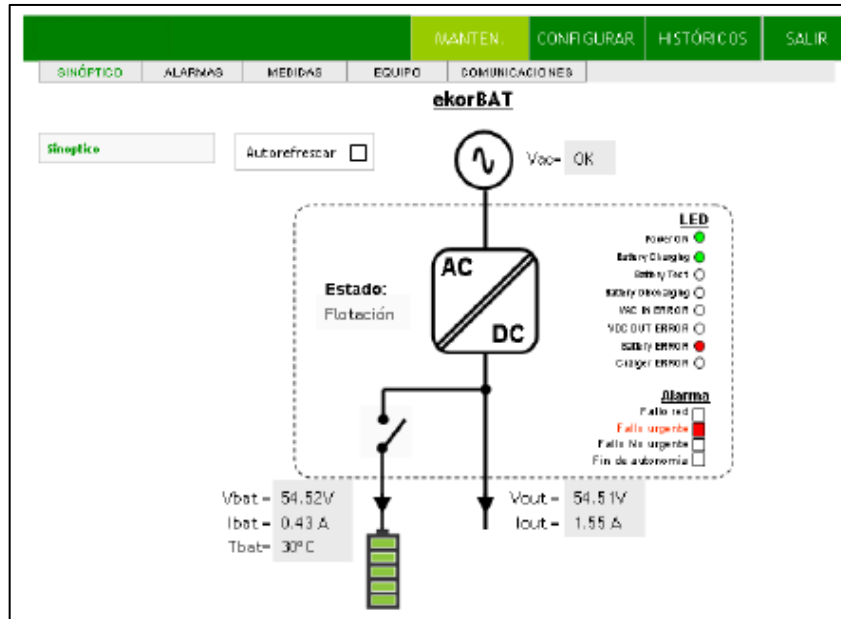 MANTEN. CONFIGURAR HISTÓRICOS SALIR
SINÓPTICO ALARMAS MEDIDAS EQUIPO COMUNICACIONES
ekorBAT
Sinoptico
Autorefrescar
Vac= OK
LED
Power ON
Battery Charging
Battery Test
Battery Discharging
VAC IN ERROR
VDC OUT ERROR
Battery ERROR
Charger ERROR
AC
DC
Estado:
Flotación
Alarma
Fallo red
Fallo urgente
Fallo No urgente
Fin de autonomía
Vbat = 54.52V
Ibat = 0.43 A
Tbat= 30°C
Vout = 54.51V
Iout = 1.55 A